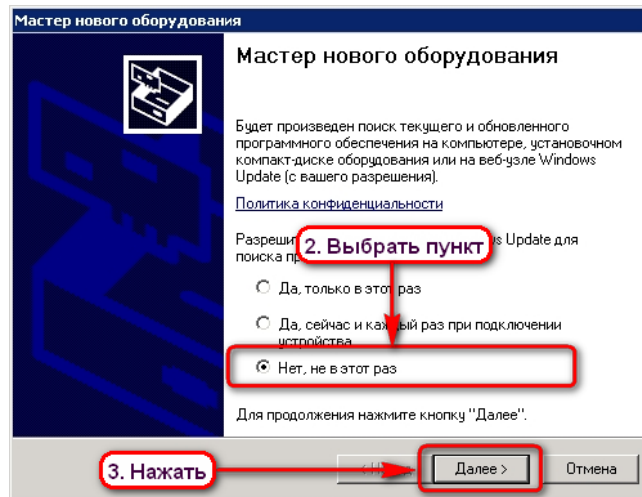 Мастер нового оборудования
Мастер нового оборудования
Будет произведен поиск текущего и обновленного
программного обеспечения на компьютере, установочном
компакт-диске оборудования или на веб-узле Windows
Update (с вашего разрешения).
Политика конфиденциальности
Update для
поиска
2. Выбрать пункт
Да, только в этот раз
Да, сейчас и каждый раз при подключении
устройства
Нет, не в этот раз
Для продолжения нажмите кнопку "Далее".
3. Нажать
Далее >
Отмена